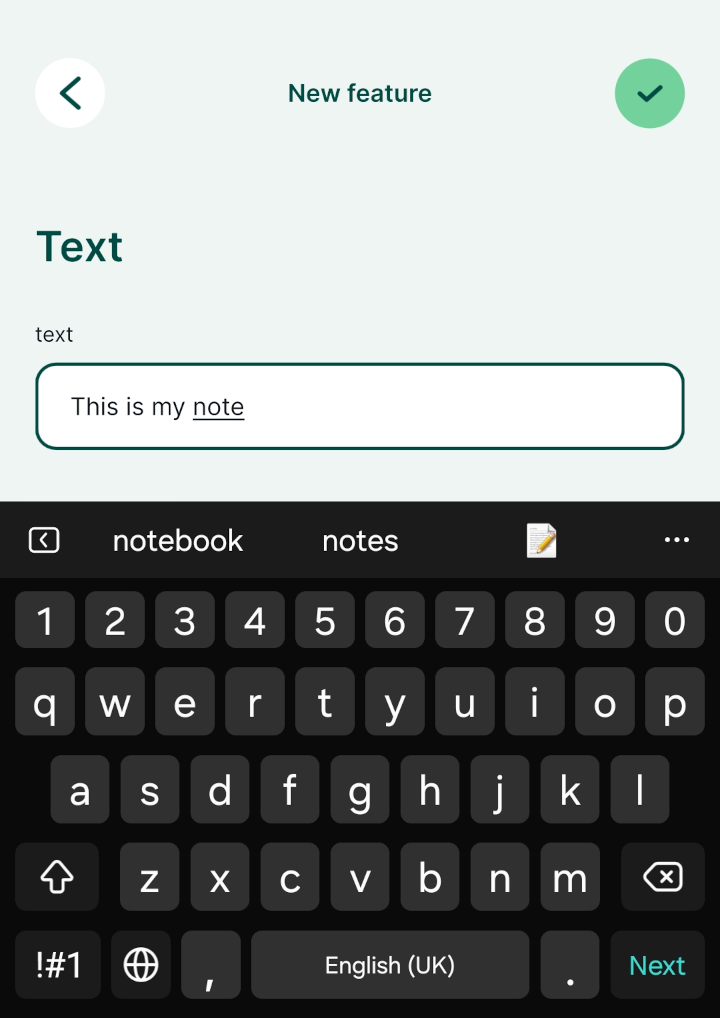 New feature
Text
text
This is my note
notebook notes
1 2 3 4 5 6 7 8 9 0
q w e r t y u i o p
a s d f g h j k l
z x c v b n m
!#1 , English (UK) . Next